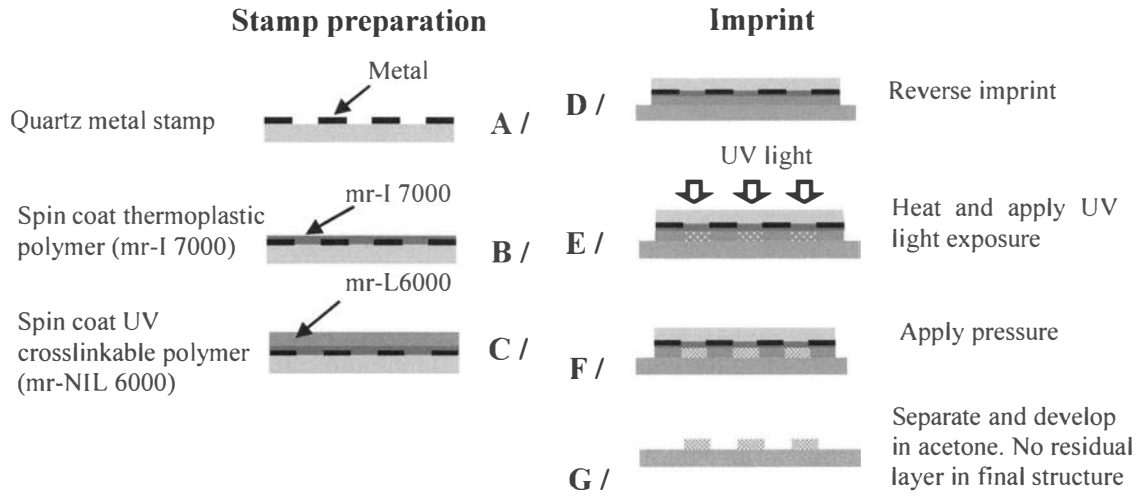 Stamp preparation
Metal
Quartz metal stamp
A /
mr-I 7000
Spin coat thermoplastic
polymer (mr-I 7000)
B /
mr-L6000
Spin coat UV
crosslinkable polymer
(mr-NIL 6000)
C /
Imprint
D /
Reverse imprint
UV light
E /
Heat and apply UV
light exposure
F /
Apply pressure
G /
Separate and develop
in acetone. No residual
layer in final structure